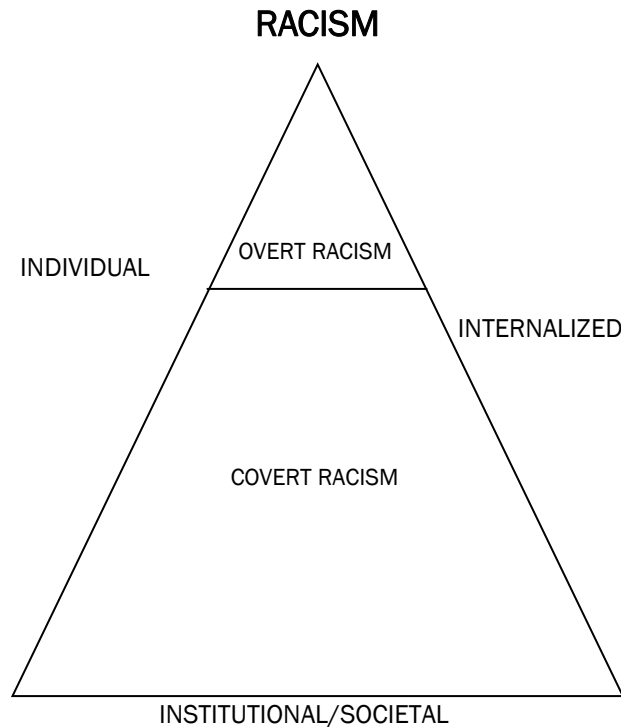 RACISM
OVERT RACISM
INDIVIDUAL
INTERNALIZED
COVERT RACISM
INSTITUTIONAL/SOCIETAL